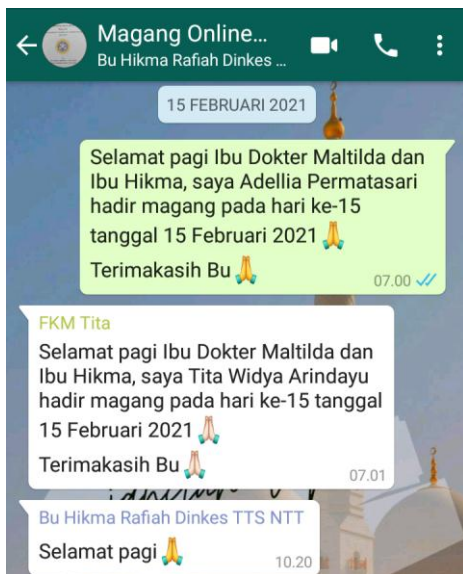 Magang Online...
Bu Hikma Rafiah Dinkes ...
15 FEBRUARI 2021
Selamat pagi Ibu Dokter Maltilda dan
Ibu Hikma, saya Adellia Permatasari
hadir magang pada hari ke-15
tanggal 15 Februari 2021 🙏
Terimakasih Bu 🙏
07.00
FKM Tita
Selamat pagi Ibu Dokter Maltilda dan
Ibu Hikma, saya Tita Widya Arindayu
hadir magang pada hari ke-15 tanggal
15 Februari 2021 🙏🏻
Terimakasih Bu 🙏🏻
07.01
Bu Hikma Rafiah Dinkes TTS NTT
Selamat pagi 🙏
10.20